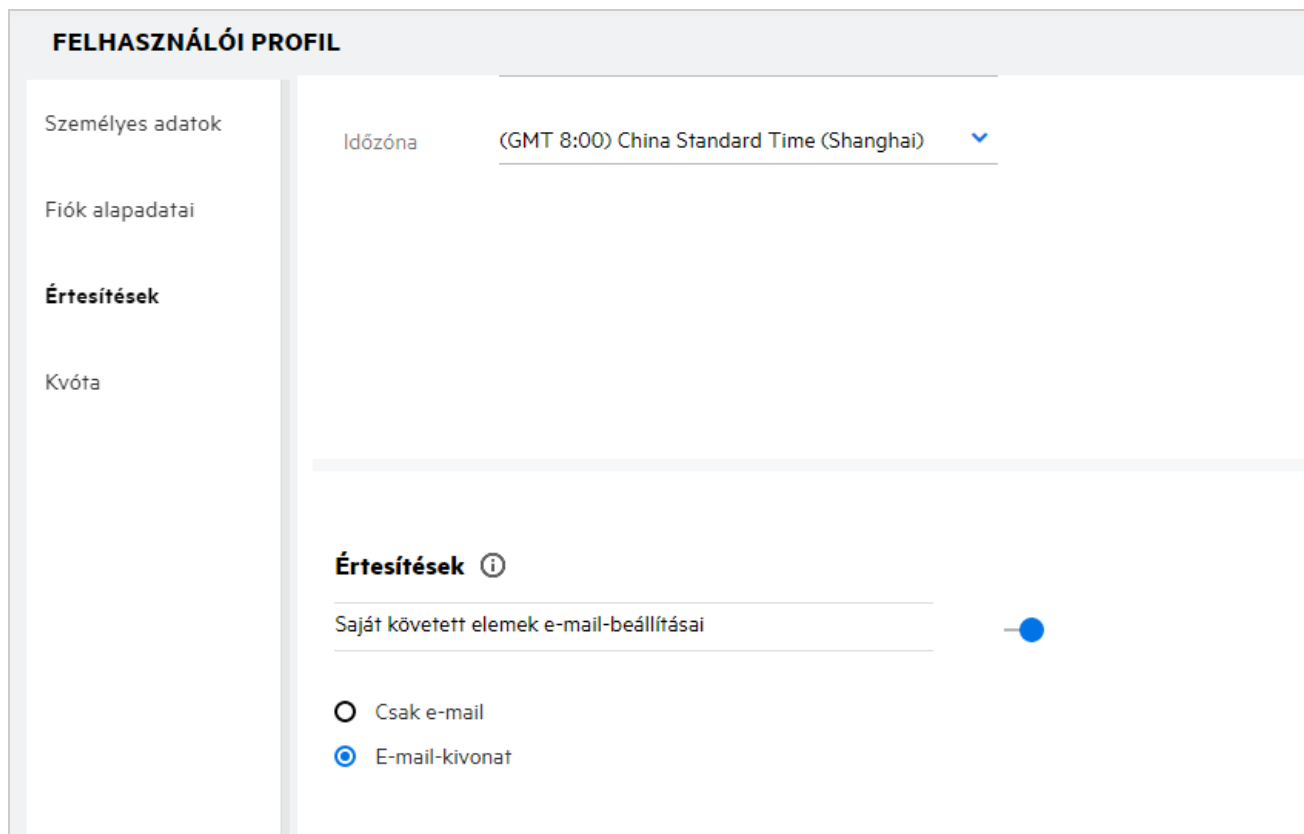 FELHASZNÁLÓI PROFIL
Személyes adatok
Fiók alapadatai
Értesítések
Kvóta
Időzóna
(GMT 8:00) China Standard Time (Shanghai)
Értesítések
Saját követett elemek e-mail-beállításai
Csak e-mail
E-mail-kivonat